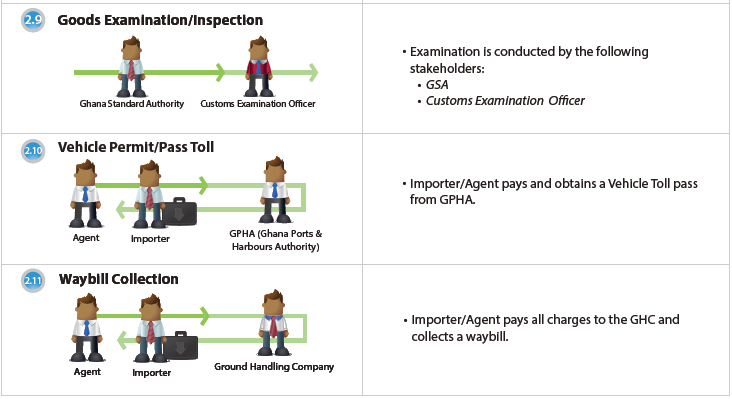 2.9 Goods Examination/Inspection
Ghana Standard Authority Customs Examination Officer
• Examination is conducted by the following
stakeholders:
• GSA
• Customs Examination Officer
2.10 Vehicle Permit/Pass Toll
Agent Importer GPHA (Ghana Ports &
Harbours Authority)
• Importer/Agent pays and obtains a Vehicle Toll pass
from GPHA.
2.11 Waybill Collection
Agent Importer Ground Handling Company
• Importer/Agent pays all charges to the GHC and
collects a waybill.